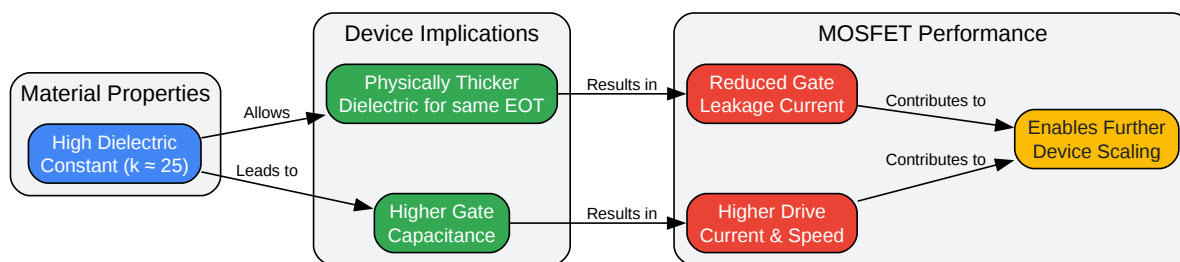 Material Properties
High Dielectric
Constant (k ≈ 25)
Allows
Leads to
Device Implications
Physically Thicker
Dielectric for same EOT
Higher Gate
Capacitance
Results in
Results in
MOSFET Performance
Reduced Gate
Leakage Current
Higher Drive
Current & Speed
Contributes to
Contributes to
Enables Further
Device Scaling